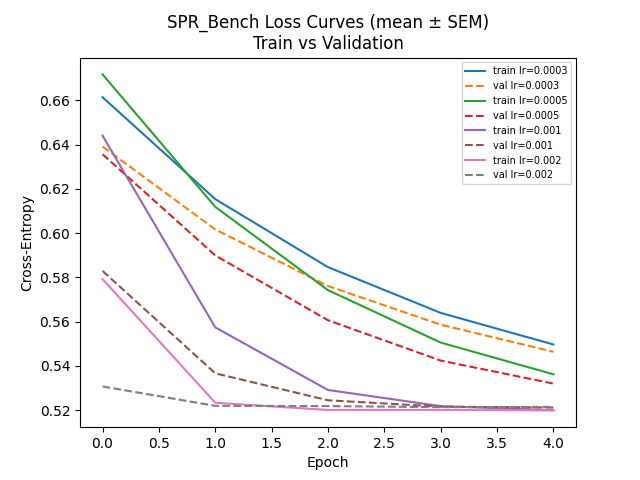 SPR_Bench Loss Curves (mean ± SEM)
Train vs Validation
train lr=0.0003
val lr=0.0003
train lr=0.0005
val lr=0.0005
train lr=0.001
val lr=0.001
train lr=0.002
val lr=0.002
Cross-Entropy
0.66
0.64
0.62
0.60
0.58
0.56
0.54
0.52
0.0 0.5 1.0 1.5 2.0 2.5 3.0 3.5 4.0
Epoch